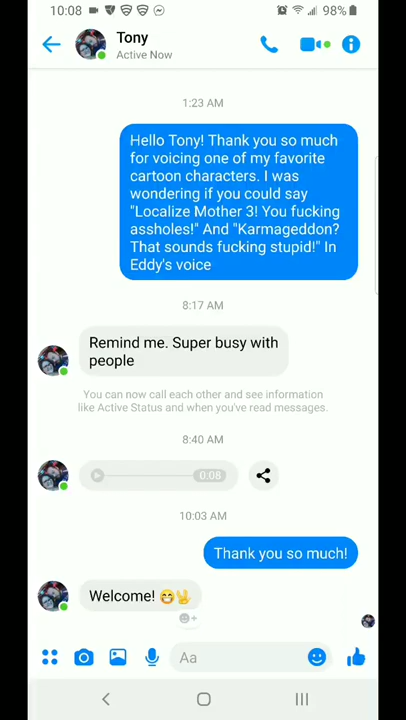 10:08
98%
Tony
Active Now
1:23 AM
Hello Tony! Thank you so much
for voicing one of my favorite
cartoon characters. I was
wondering if you could say
"Localize Mother 3! You fucking
assholes!" And "Karmageddon?
That sounds fucking stupid!" In
Eddy's voice
8:17 AM
Remind me. Super busy with
people
You can now call each other and see information
like Active Status and when you've read messages.
8:40 AM
0:08
10:03 AM
Thank you so much!
Welcome! 😁🖖
Aa